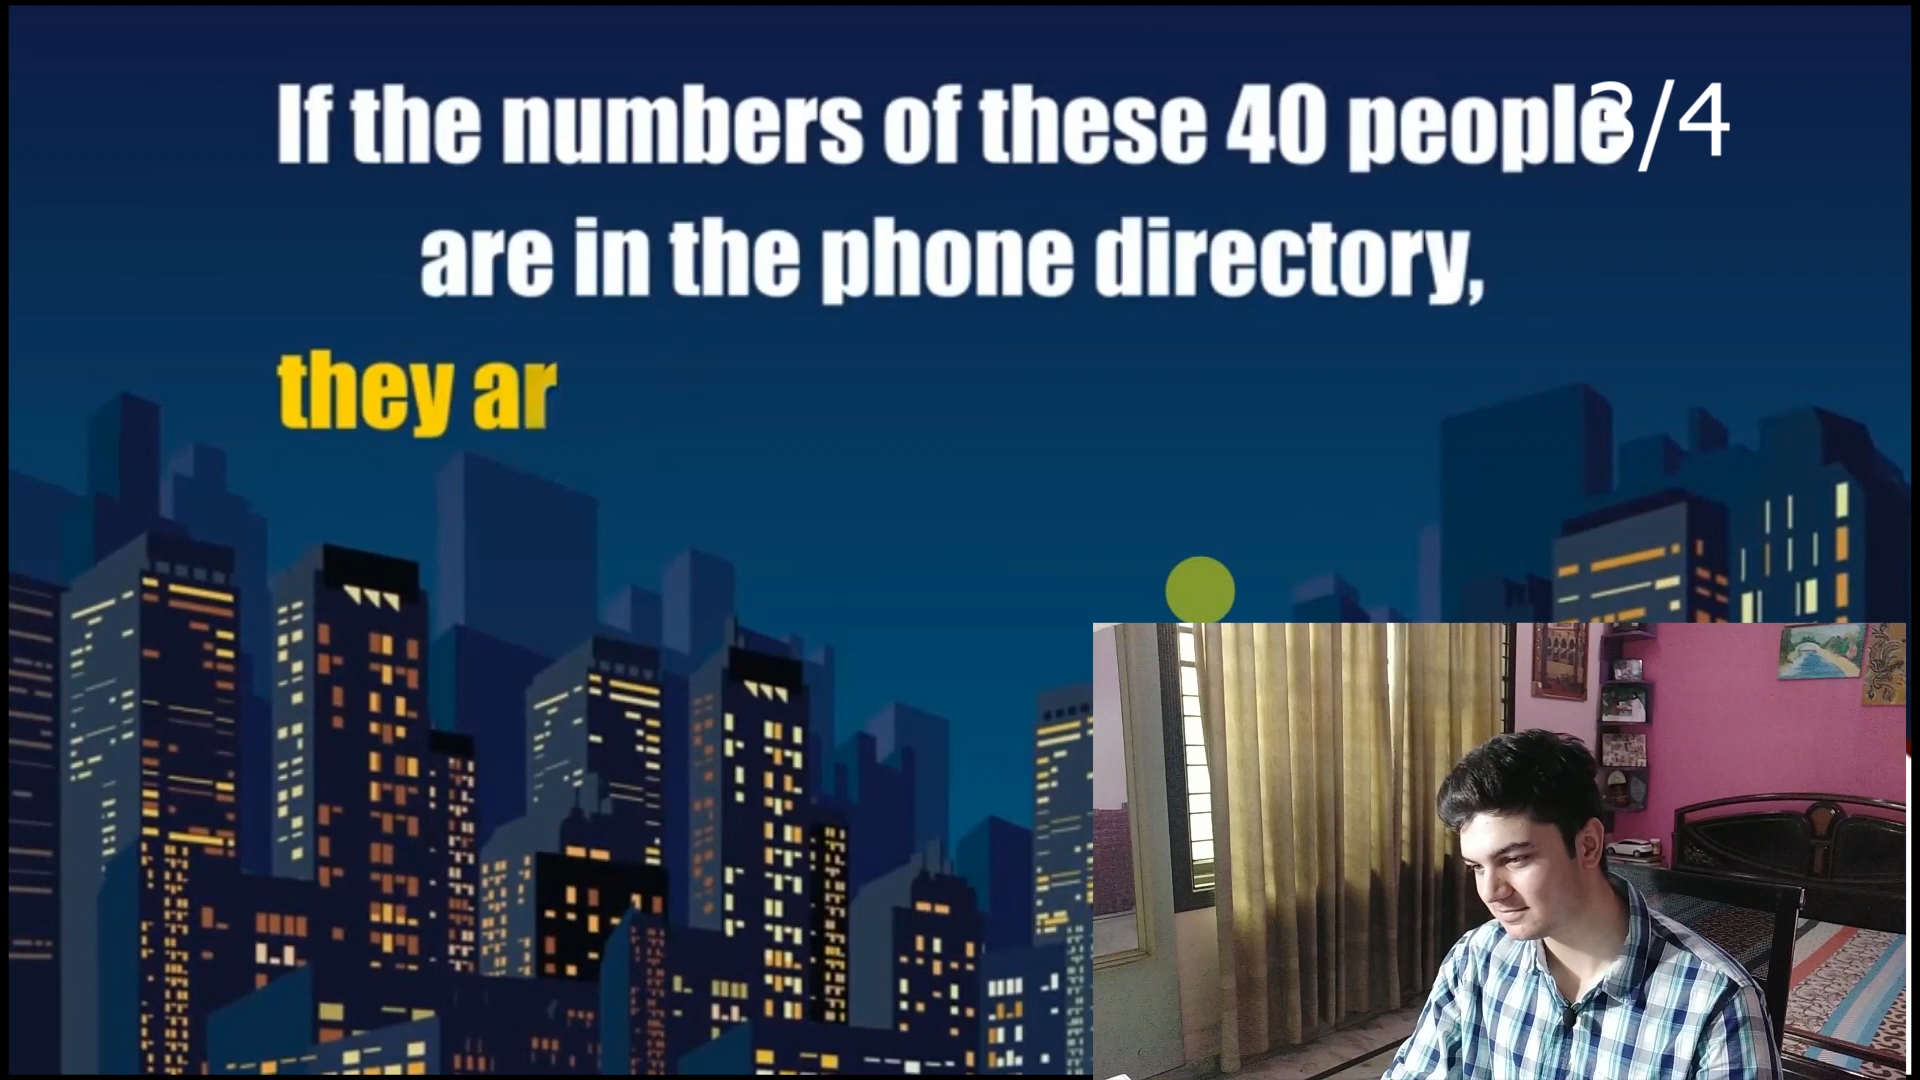 If the numbers of these 40 people
3/4
are in the phone directory,
they ar